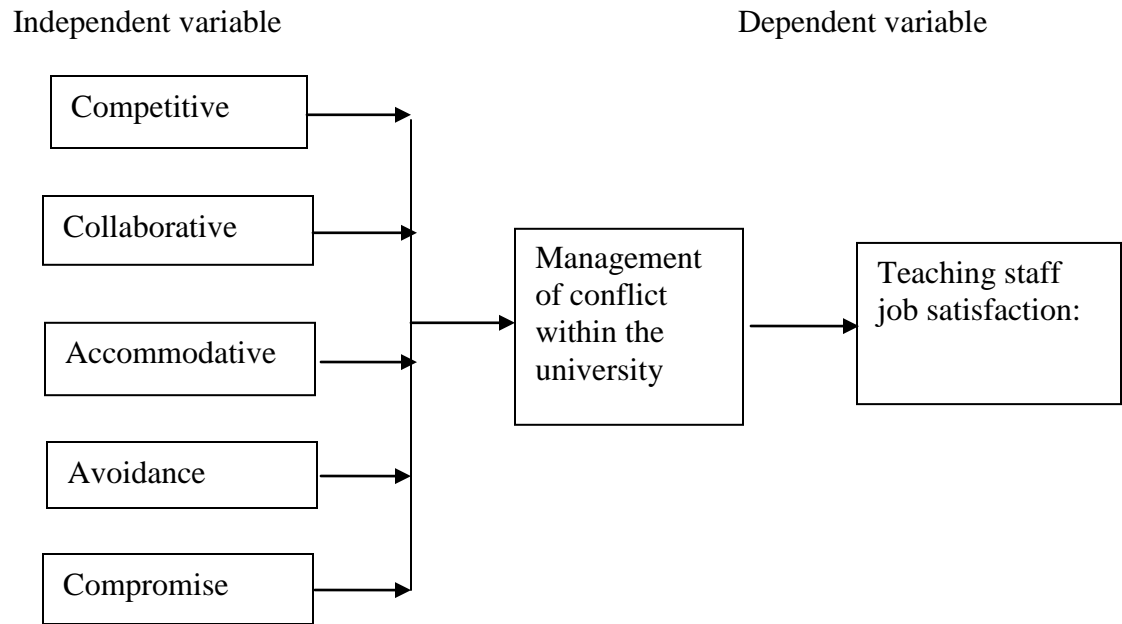 Independent variable
Dependent variable
Competitive
Collaborative
Accommodative
Avoidance
Compromise
Management
of conflict
within the
university
Teaching staff
job satisfaction: